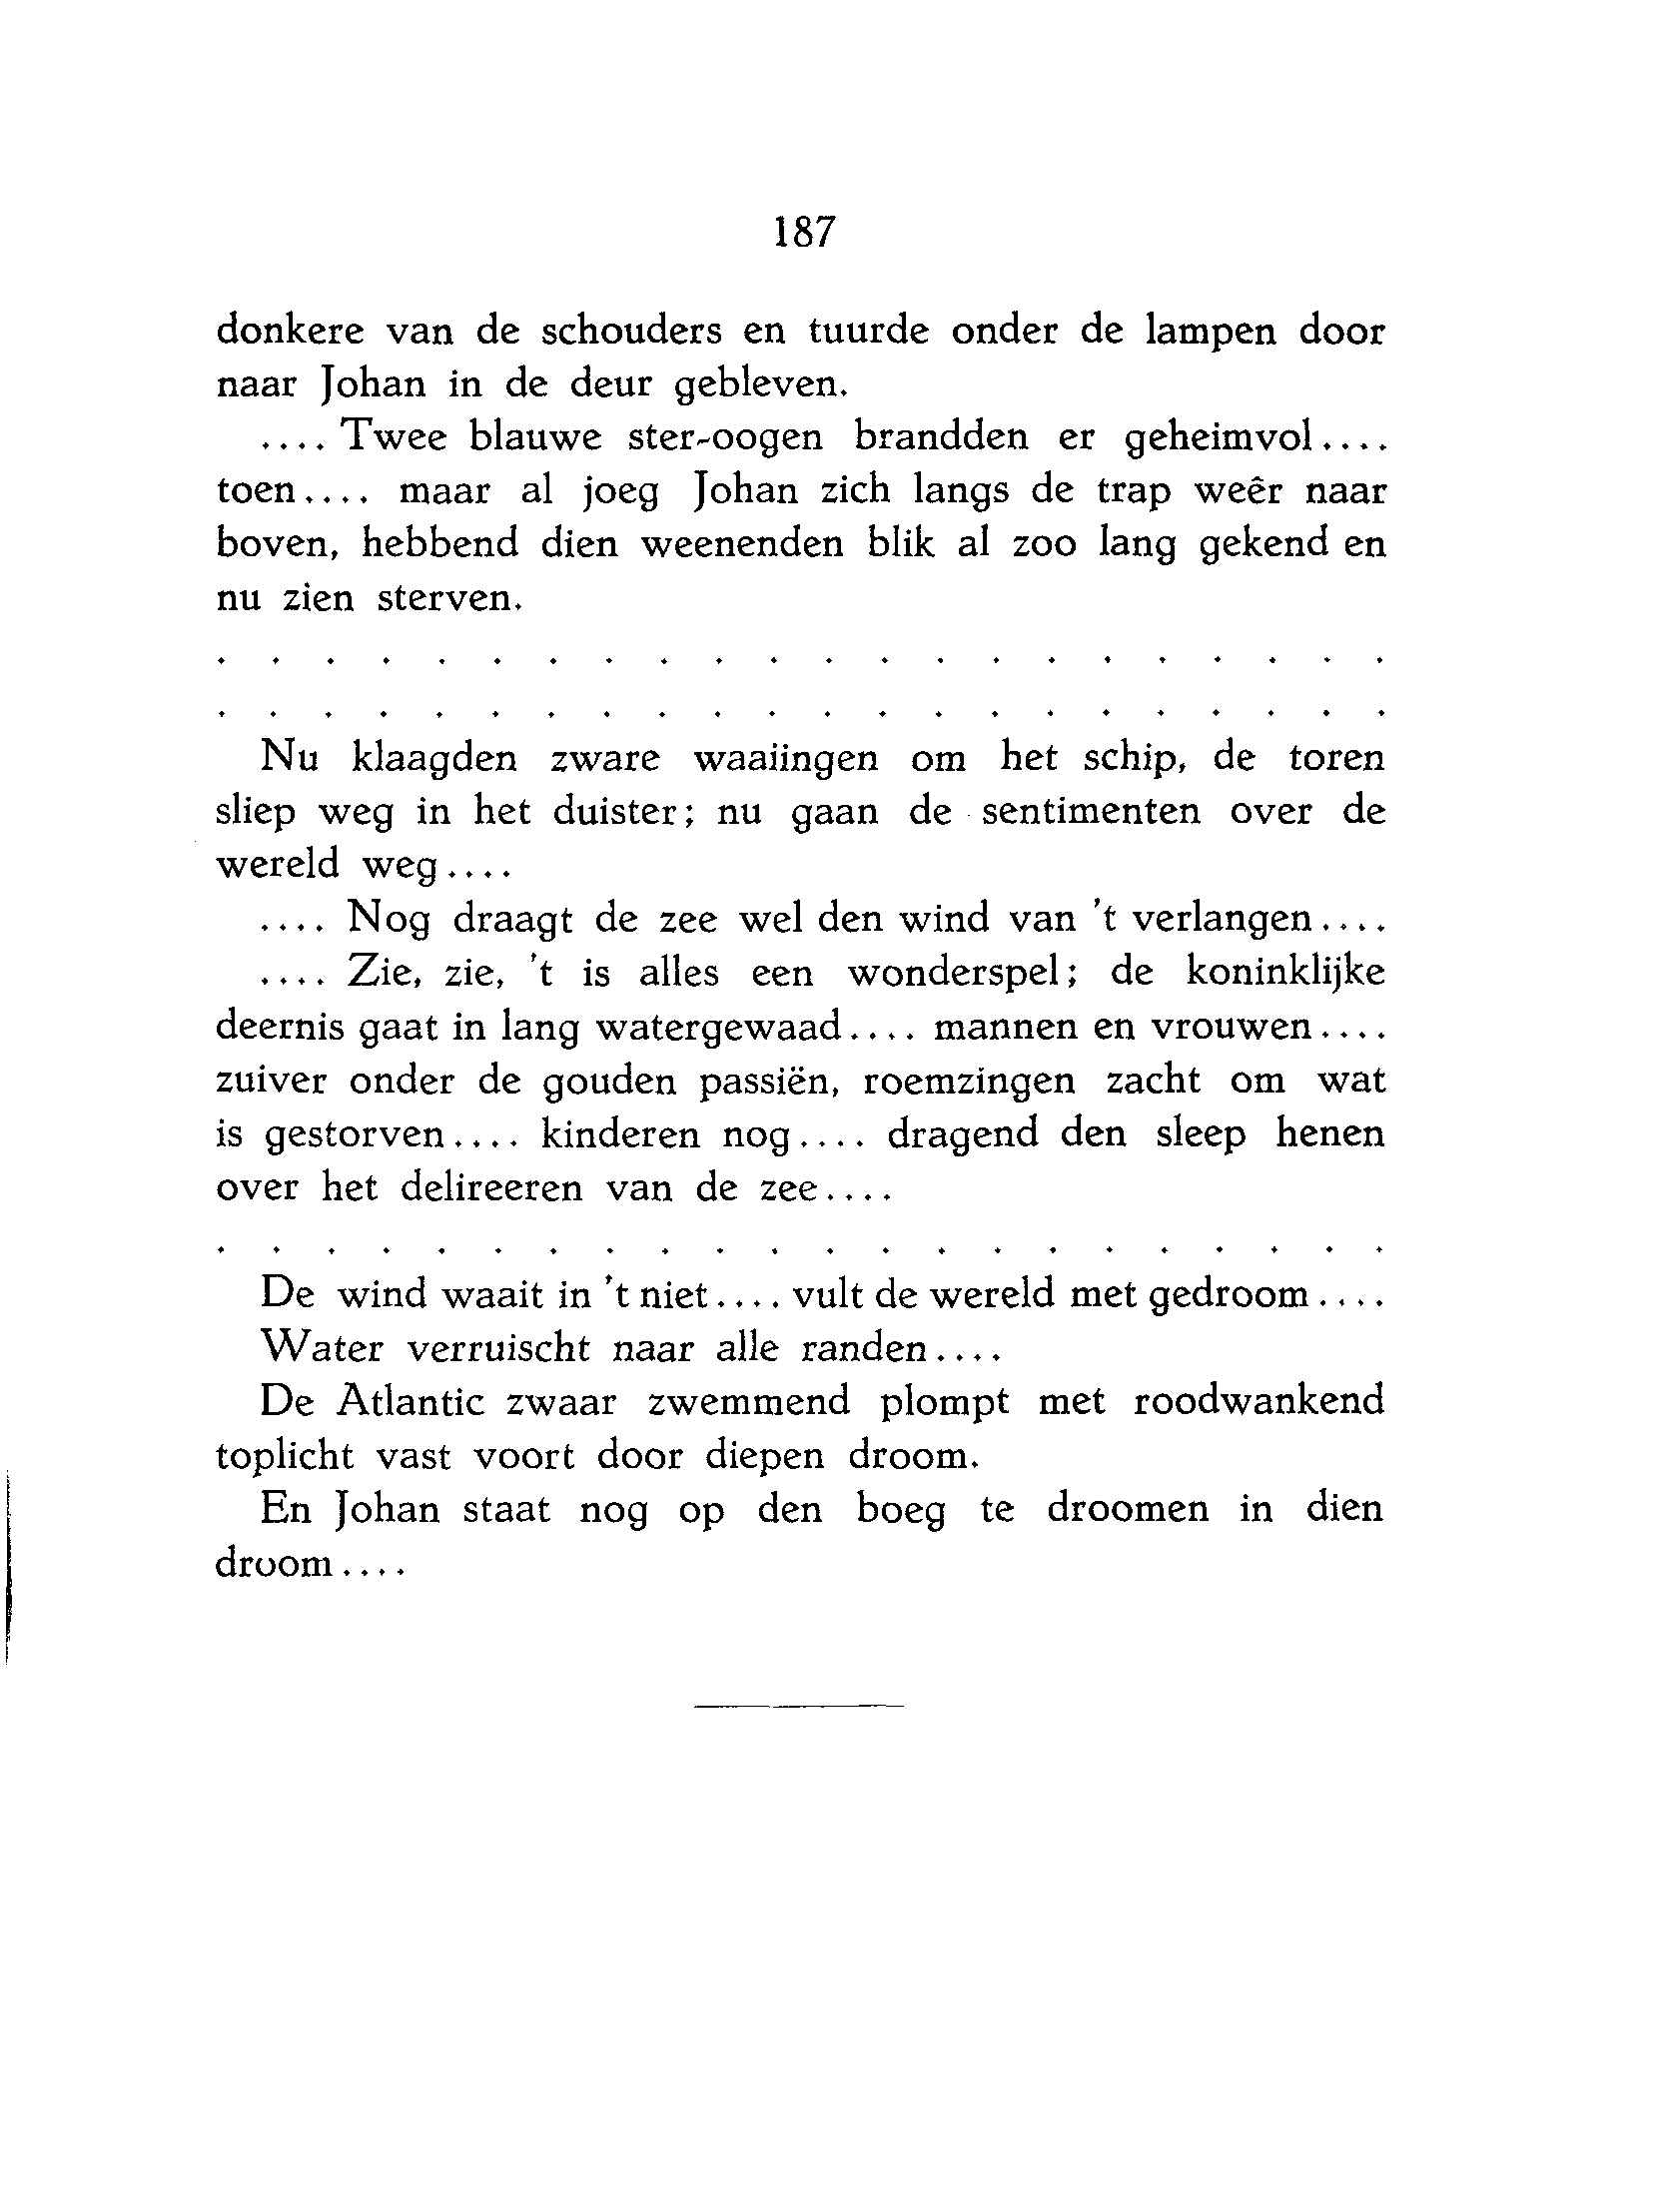 187
donkere van de schouders en tuurde onder de lampen door
naar Johan in de deur gebleven.
.... Twee blauwe ster-oogen brandden er geheimvol....
toen.... maar al joeg Johan zich langs de trap weêr naar
boven, hebbend dien weenenden blik al zoo lang gekend en
nu zien sterven.
. . . . . . . . . . . . . . . . . . . . . .
. . . . . . . . . . . . . . . . . . . . . .
Nu klaagden zware waaiingen om het schip, de toren
sliep weg in het duister; nu gaan de sentimenten over de
wereld weg....
.... Nog draagt de zee wel den wind van 't verlangen....
.... Zie, zie, 't is alles een wonderspel; de koninklijke
deernis gaat in lang watergewaad.... mannen en vrouwen....
zuiver onder de gouden passiën, roemzingen zacht om wat
is gestorven.... kinderen nog.... dragend den sleep henen
over het delireeren van de zee....
. . . . . . . . . . . . . . . . . . . . . .
De wind waait in 't niet.... vult de wereld met gedroom....
Water verruischt naar alle randen....
De Atlantic zwaar zwemmend plompt met roodwankend
toplicht vast voort door diepen droom.
En Johan staat nog op den boeg te droomen in dien
droom....